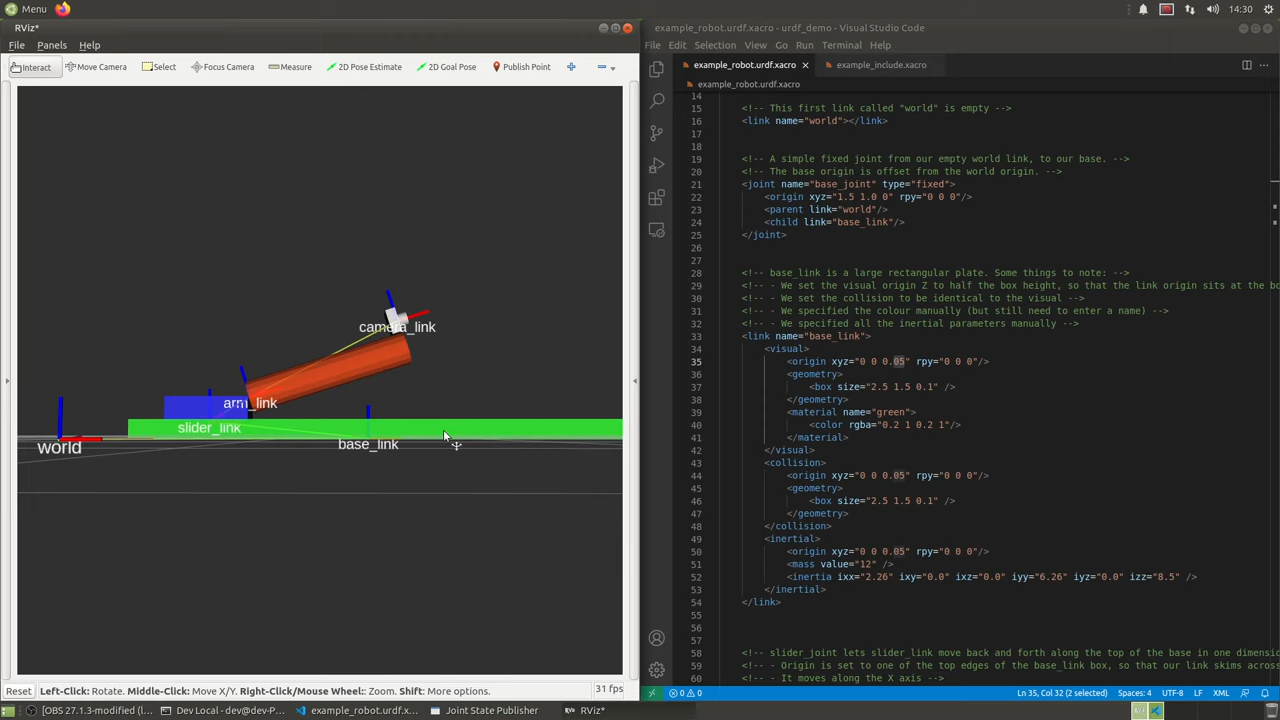 Menu
14:30
RViz*
example_robot.urdf.xacro - urdf_demo - Visual Studio Code
File Panels Help
File Edit Selection View Go Run Terminal Help
Interact Move Camera Select Focus Camera Measure 2D Pose Estimate 2D Goal Pose Publish Point
example_robot.urdf.xacro example_include.xacro
example_robot.urdf.xacro
14
15 <!-- This first link called "world" is empty -->
16 <link name="world"></link>
17
18
19 <!-- A simple fixed joint from our empty world link, to our base. -->
20 <!-- The base origin is offset from the world origin. -->
21 <joint name="base_joint" type="fixed">
22 <origin xyz="1.5 1.0 0" rpy="0 0 0"/>
23 <parent link="world"/>
24 <child link="base_link"/>
25 </joint>
26
27
28 <!-- base_link is a large rectangular plate. Some things to note: -->
29 <!-- - We set the visual origin Z to half the box height, so that the link origin sits at the bo
30 <!-- - We set the collision to be identical to the visual -->
31 <!-- - We specified the colour manually (but still need to enter a name) -->
32 <!-- - We specified all the inertial parameters manually -->
33 <link name="base_link">
34 <visual>
35 <origin xyz="0 0 0.05" rpy="0 0 0"/>
36 <geometry>
37 <box size="2.5 1.5 0.1" />
38 </geometry>
39 <material name="green">
40 <color rgba="0.2 1 0.2 1"/>
41 </material>
42 </visual>
43 <collision>
44 <origin xyz="0 0 0.05" rpy="0 0 0"/>
45 <geometry>
46 <box size="2.5 1.5 0.1" />
47 </geometry>
48 </collision>
49 <inertial>
50 <origin xyz="0 0 0.05" rpy="0 0 0"/>
51 <mass value="12" />
52 <inertia ixx="2.26" ixy="0.0" ixz="0.0" iyy="6.26" iyz="0.0" izz="8.5" />
53 </inertial>
54 </link>
55
56
57
58 <!-- slider_joint lets slider_link move back and forth along the top of the base in one dimensio
59 <!-- - Origin is set to one of the top edges of the base_link box, so that our link skims across
60 <!-- - It moves along the X axis -->
camera_link
arm_link
slider_link
base_link
world
Reset Left-Click: Rotate. Middle-Click: Move X/Y. Right-Click/Mouse Wheel: Zoom. Shift: More options. 31 fps
0 0 Ln 35, Col 32 (2 selected) Spaces: 4 UTF-8 LF XML
[OBS 27.1.3-modified (l... Dev Local - dev@dev-P... example_robot.urdf.x... Joint State Publisher RViz*